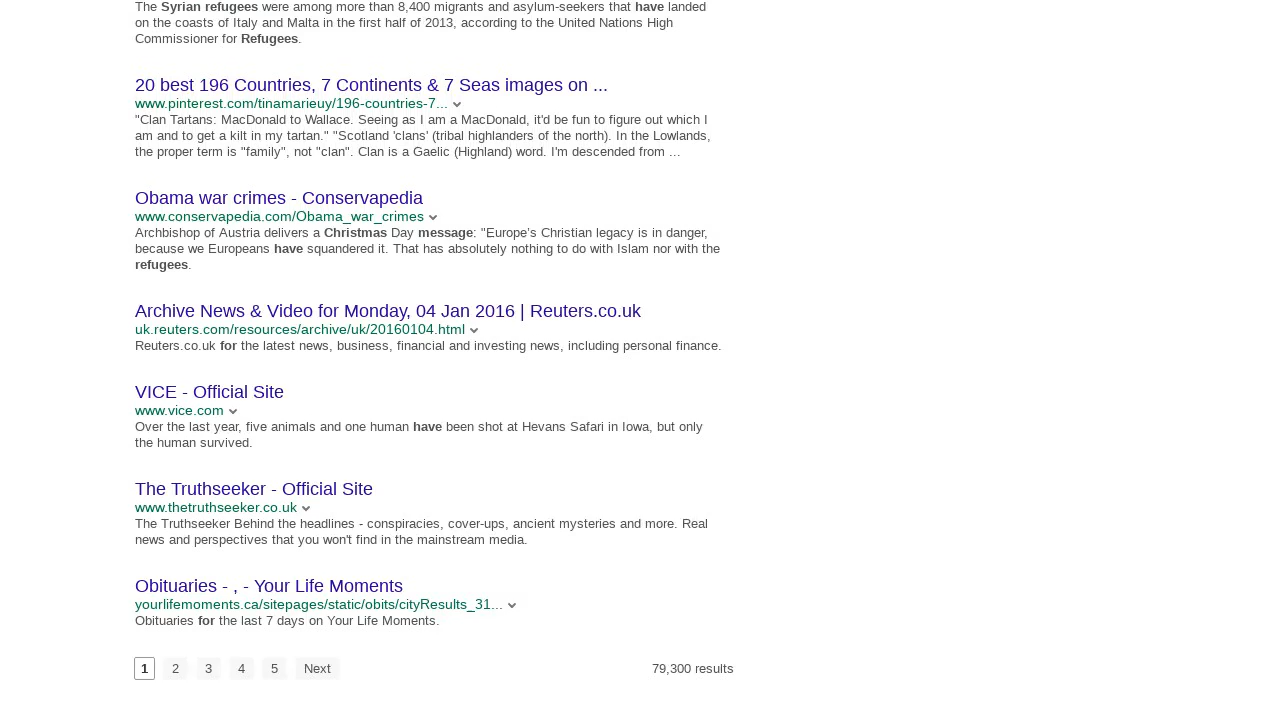 The Syrian refugees were among more than 8,400 migrants and asylum-seekers that have landed
on the coasts of Italy and Malta in the first half of 2013, according to the United Nations High
Commissioner for Refugees.
20 best 196 Countries, 7 Continents & 7 Seas images on ...
www.pinterest.com/tinamarieuy/196-countries-7...
"Clan Tartans: MacDonald to Wallace. Seeing as I am a MacDonald, it'd be fun to figure out which I
am and to get a kilt in my tartan." "Scotland 'clans' (tribal highlanders of the north). In the Lowlands,
the proper term is "family", not "clan". Clan is a Gaelic (Highland) word. I'm descended from ...
Obama war crimes - Conservapedia
www.conservapedia.com/Obama_war_crimes
Archbishop of Austria delivers a Christmas Day message: "Europe's Christian legacy is in danger,
because we Europeans have squandered it. That has absolutely nothing to do with Islam nor with the
refugees.
Archive News & Video for Monday, 04 Jan 2016 | Reuters.co.uk
uk.reuters.com/resources/archive/uk/20160104.html
Reuters.co.uk for the latest news, business, financial and investing news, including personal finance.
VICE - Official Site
www.vice.com
Over the last year, five animals and one human have been shot at Hevans Safari in Iowa, but only
the human survived.
The Truthseeker - Official Site
www.thetruthseeker.co.uk
The Truthseeker Behind the headlines - conspiracies, cover-ups, ancient mysteries and more. Real
news and perspectives that you won't find in the mainstream media.
Obituaries - , - Your Life Moments
yourlifemoments.ca/sitepages/static/obits/cityResults_31...
Obituaries for the last 7 days on Your Life Moments.
1 2 3 4 5 Next 79,300 results